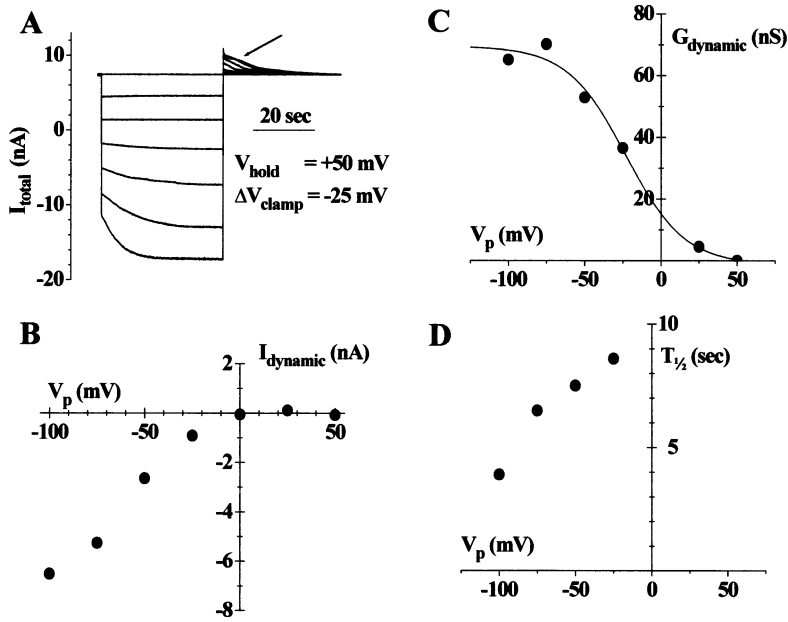 A
10
0
-10
-20
I_total (nA)
20 sec
V_hold = +50 mV
ΔV_clamp = -25 mV
B
2
I_dynamic (nA)
V_p (mV)
-100
-50
50
-2
-4
-6
-8
C
80
G_dynamic (nS)
60
40
20
V_p (mV)
-100
-50
0
50
D
10
T_½ (sec)
5
V_p (mV)
-100
-50
0
50